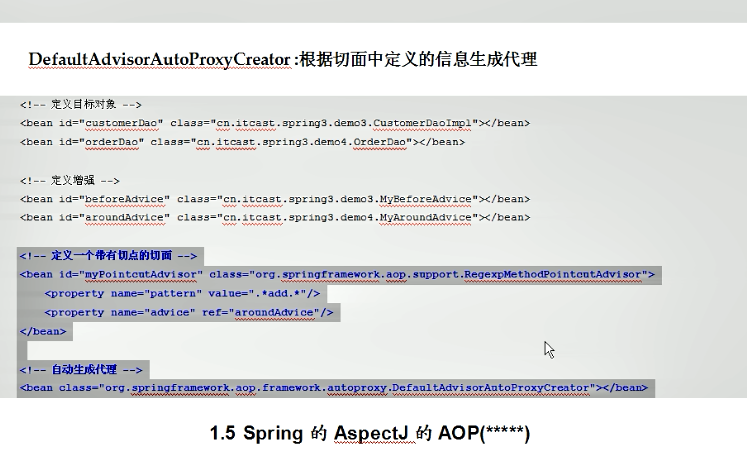 DefaultAdvisorAutoProxyCreator :根据切面中定义的信息生成代理
<!-- 定义目标对象 -->
<bean id="customerDao" class="cn.itcast.spring3.demo3.CustomerDaoImpl"></bean>
<bean id="orderDao" class="cn.itcast.spring3.demo4.OrderDao"></bean>
<!-- 定义增强 -->
<bean id="beforeAdvice" class="cn.itcast.spring3.demo3.MyBeforeAdvice"></bean>
<bean id="aroundAdvice" class="cn.itcast.spring3.demo4.MyAroundAdvice"></bean>
<!-- 定义一个带有切点的切面 -->
<bean id="myPointcutAdvisor" class="org.springframework.aop.support.RegexpMethodPointcutAdvisor">
<property name="pattern" value=".*add.*"/>
<property name="advice" ref="aroundAdvice"/>
</bean>
<!-- 自动生成代理 -->
<bean class="org.springframework.aop.framework.autoproxy.DefaultAdvisorAutoProxyCreator"></bean>
1.5 Spring 的 AspectJ 的 AOP(*****)